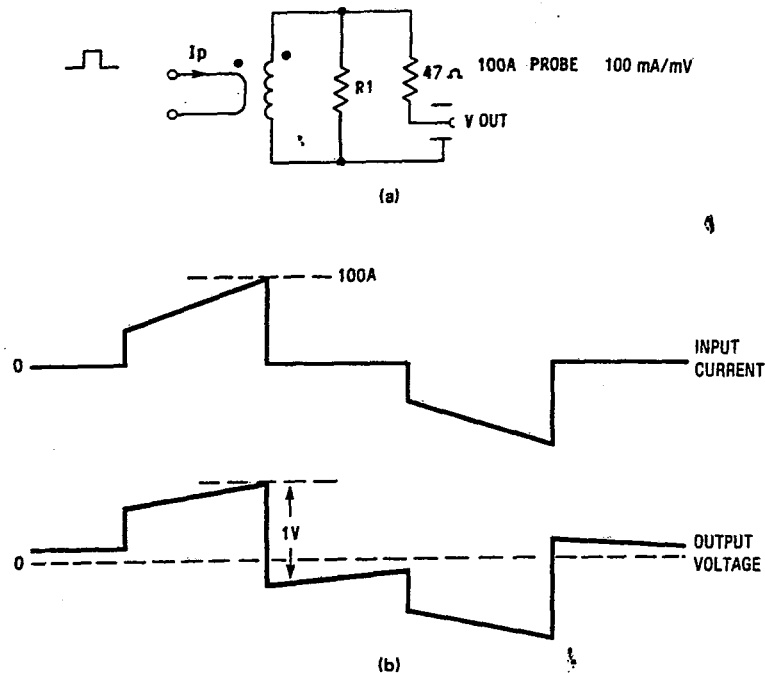 Ip
R1
47 Ω
100A PROBE 100 mA/mV
V OUT
(a)
100A
0
INPUT
CURRENT
1V
0
OUTPUT
VOLTAGE
(b)